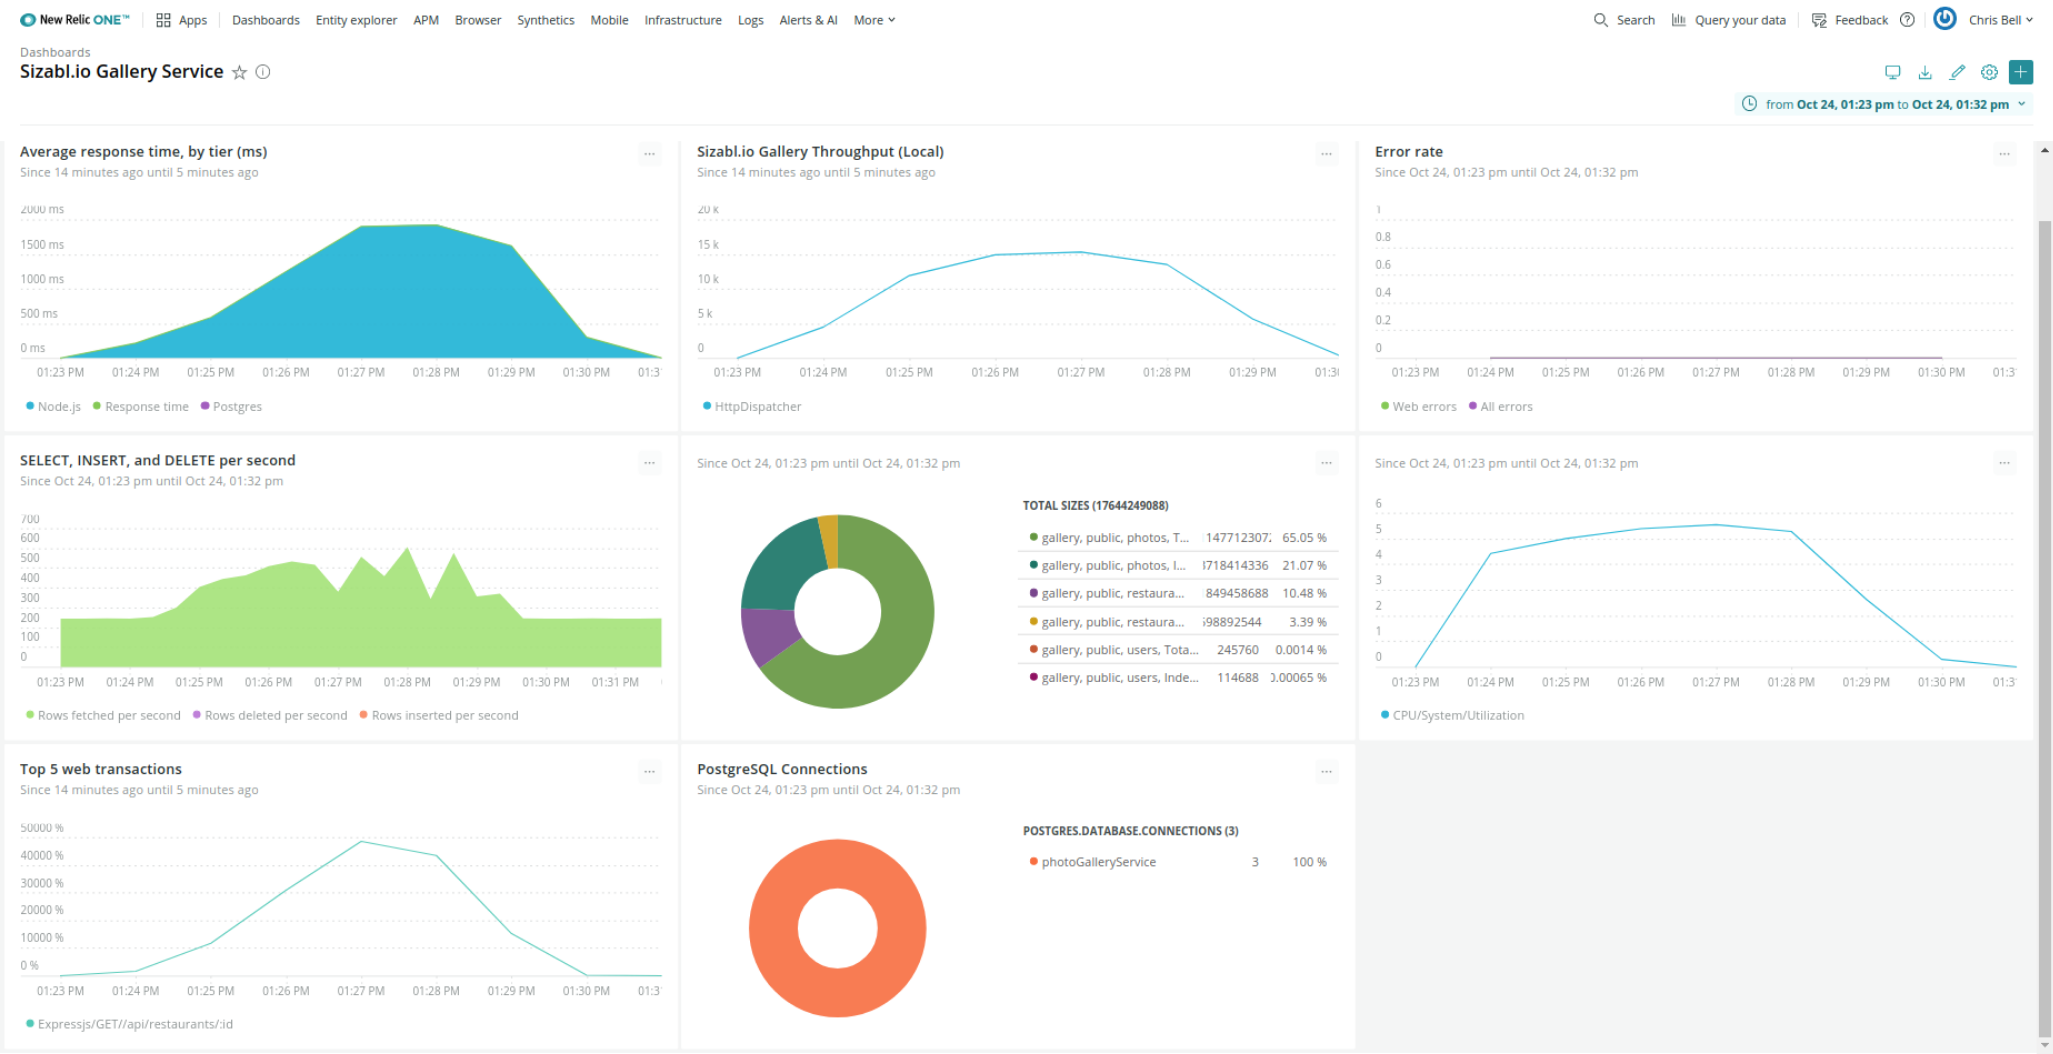 New Relic ONE™ Apps Dashboards Entity explorer APM Browser Synthetics Mobile Infrastructure Logs Alerts & AI More Search Query your data Feedback Chris Bell
Dashboards
Sizabl.io Gallery Service
from Oct 24, 01:23 pm to Oct 24, 01:32 pm
Average response time, by tier (ms)
Since 14 minutes ago until 5 minutes ago
2000 ms
1500 ms
1000 ms
500 ms
0 ms
01:23 PM 01:24 PM 01:25 PM 01:26 PM 01:27 PM 01:28 PM 01:29 PM 01:30 PM 01:3
Node.js Response time Postgres
Sizabl.io Gallery Throughput (Local)
Since 14 minutes ago until 5 minutes ago
20 k
15 k
10 k
5 k
0
01:23 PM 01:24 PM 01:25 PM 01:26 PM 01:27 PM 01:28 PM 01:29 PM 01:30
HttpDispatcher
Error rate
Since Oct 24, 01:23 pm until Oct 24, 01:32 pm
1
0.8
0.6
0.4
0.2
0
01:23 PM 01:24 PM 01:25 PM 01:26 PM 01:27 PM 01:28 PM 01:29 PM 01:30 PM 01:3
Web errors All errors
SELECT, INSERT, and DELETE per second
Since Oct 24, 01:23 pm until Oct 24, 01:32 pm
700
600
500
400
300
200
100
0
01:23 PM 01:24 PM 01:25 PM 01:26 PM 01:27 PM 01:28 PM 01:29 PM 01:30 PM 01:31 PM
Rows fetched per second Rows deleted per second Rows inserted per second
Since Oct 24, 01:23 pm until Oct 24, 01:32 pm
TOTAL SIZES (17644249088)
gallery, public, photos, T... 1477123072 65.05 %
gallery, public, photos, I... 718414336 21.07 %
gallery, public, restaura... 849458688 10.48 %
gallery, public, restaura... 98892544 3.39 %
gallery, public, users, Tota... 245760 0.0014 %
gallery, public, users, Inde... 114688 .00065 %
Since Oct 24, 01:23 pm until Oct 24, 01:32 pm
6
5
4
3
2
1
0
01:23 PM 01:24 PM 01:25 PM 01:26 PM 01:27 PM 01:28 PM 01:29 PM 01:30 PM 01:3
CPU/System/Utilization
Top 5 web transactions
Since 14 minutes ago until 5 minutes ago
50000 %
40000 %
30000 %
20000 %
10000 %
0 %
01:23 PM 01:24 PM 01:25 PM 01:26 PM 01:27 PM 01:28 PM 01:29 PM 01:30 PM 01:3
Expressjs/GET//api/restaurants/:id
PostgreSQL Connections
Since Oct 24, 01:23 pm until Oct 24, 01:32 pm
POSTGRES.DATABASE.CONNECTIONS (3)
photoGalleryService 3 100 %